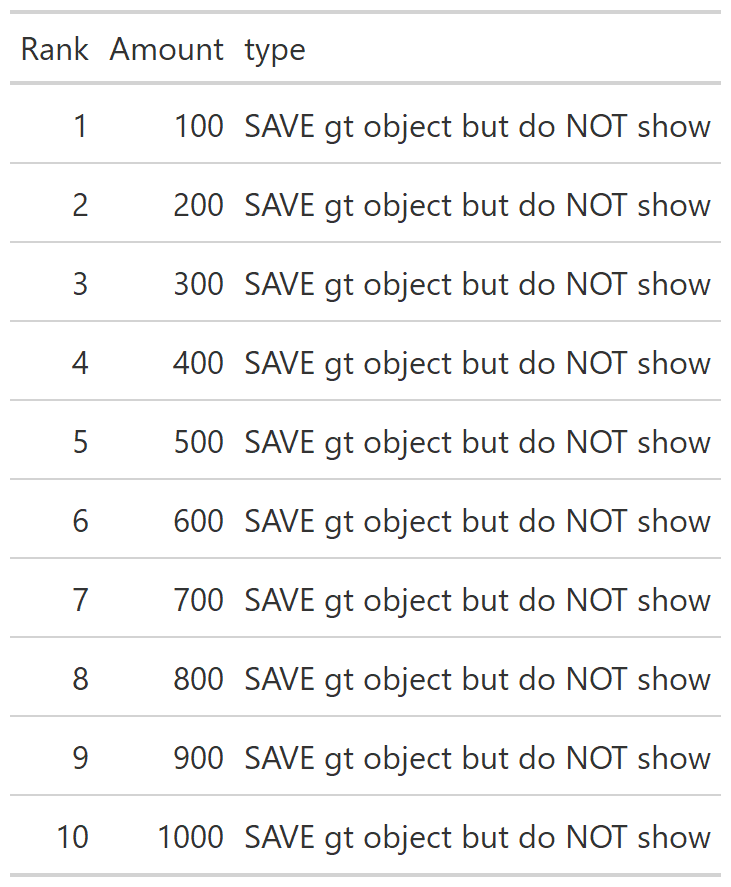 Rank Amount type
1 100 SAVE gt object but do NOT show
2 200 SAVE gt object but do NOT show
3 300 SAVE gt object but do NOT show
4 400 SAVE gt object but do NOT show
5 500 SAVE gt object but do NOT show
6 600 SAVE gt object but do NOT show
7 700 SAVE gt object but do NOT show
8 800 SAVE gt object but do NOT show
9 900 SAVE gt object but do NOT show
10 1000 SAVE gt object but do NOT show